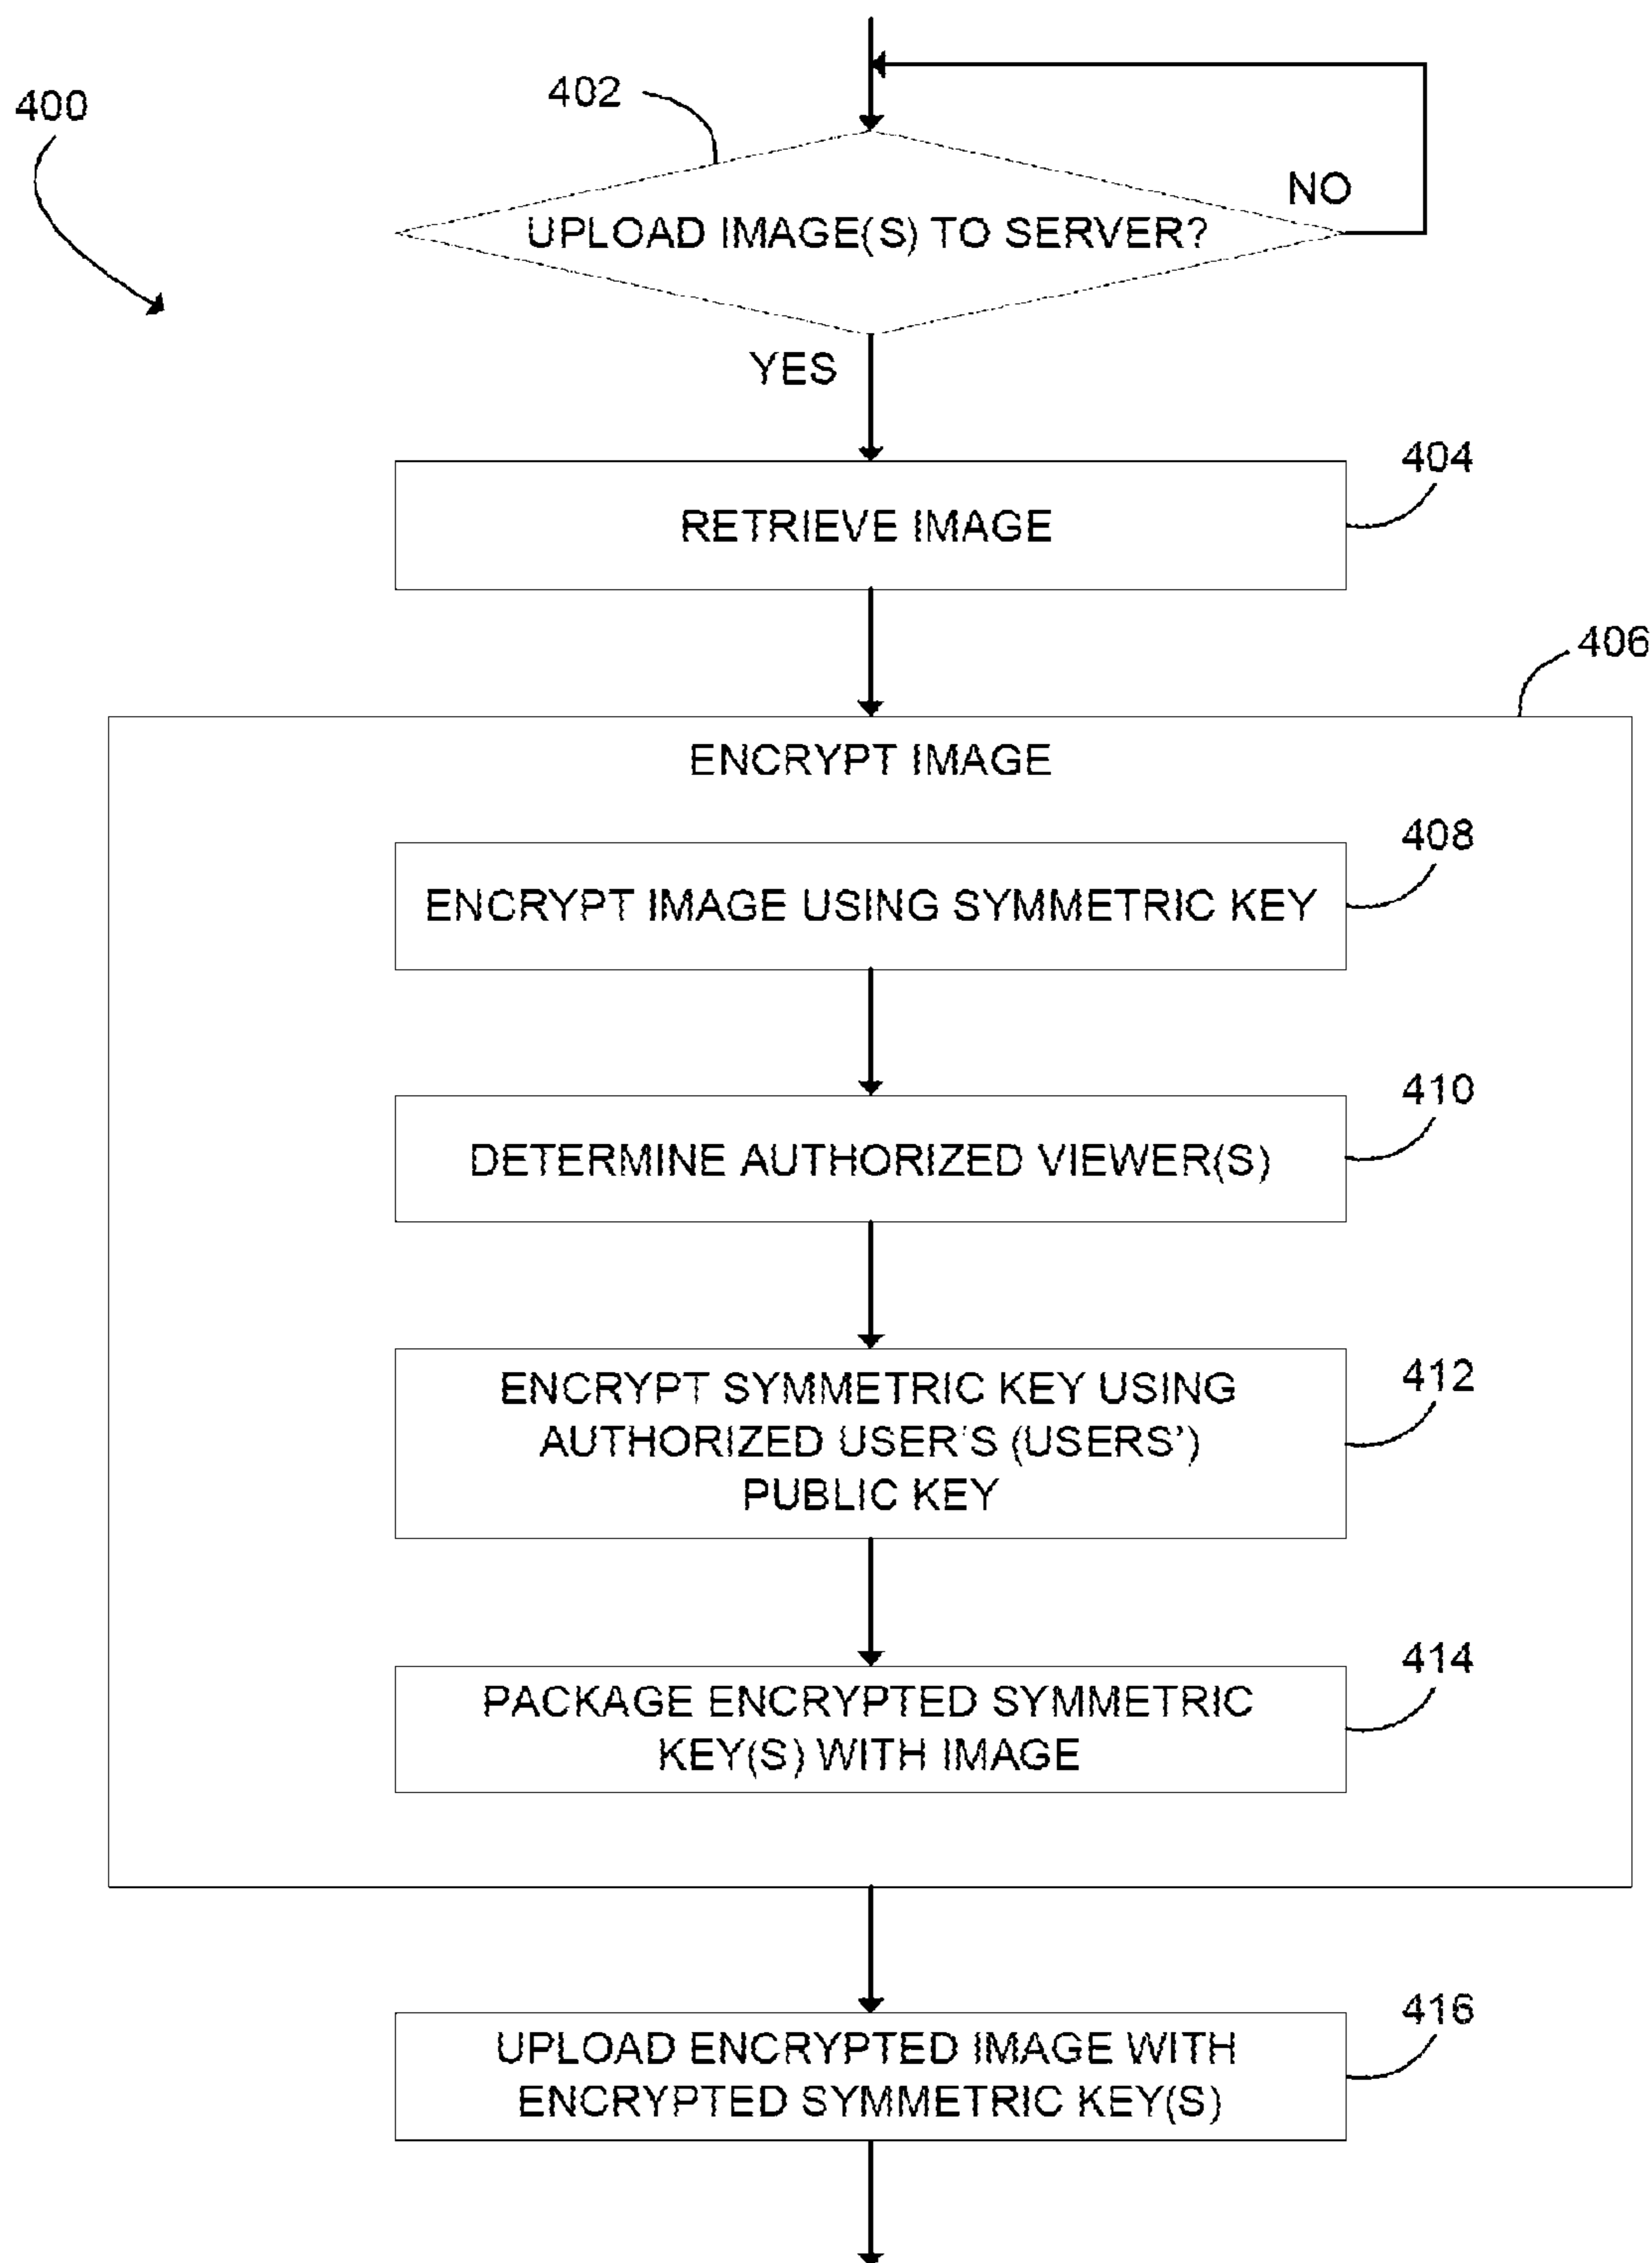 400
402
UPLOAD IMAGE(S) TO SERVER?
NO
YES
404
RETRIEVE IMAGE
406
ENCRYPT IMAGE
408
ENCRYPT IMAGE USING SYMMETRIC KEY
410
DETERMINE AUTHORIZED VIEWER(S)
412
ENCRYPT SYMMETRIC KEY USING
AUTHORIZED USER'S (USERS')
PUBLIC KEY
414
PACKAGE ENCRYPTED SYMMETRIC
KEY(S) WITH IMAGE
416
UPLOAD ENCRYPTED IMAGE WITH
ENCRYPTED SYMMETRIC KEY(S)